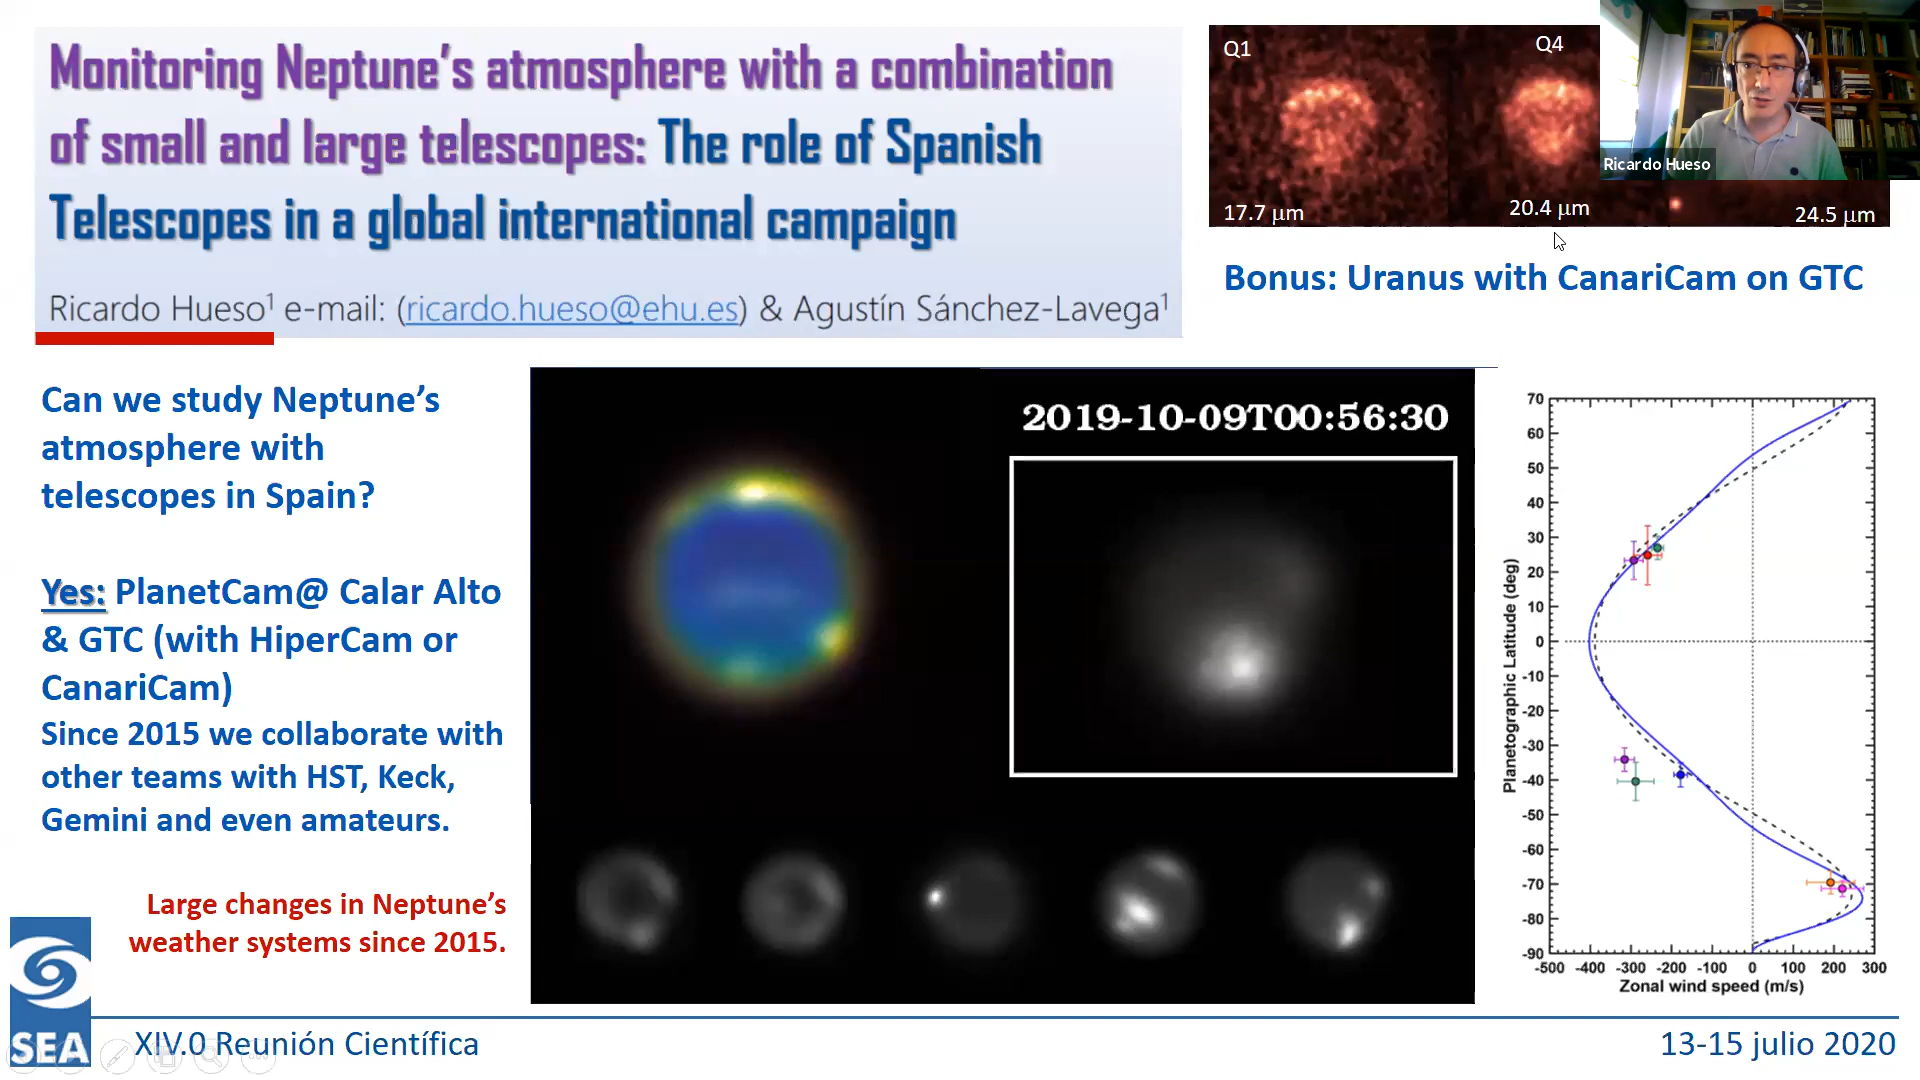 Monitoring Neptune's atmosphere with a combination
of small and large telescopes: The role of Spanish
Telescopes in a global international campaign
Ricardo Hueso¹ e-mail: (ricardo.hueso@ehu.es) & Agustín Sánchez-Lavega¹
Q1
Q4
17.7 µm
20.4 µm
24.5 µm
Ricardo Hueso
Bonus: Uranus with CanariCam on GTC
Can we study Neptune's
atmosphere with
telescopes in Spain?
Yes: PlanetCam@ Calar Alto
& GTC (with HiperCam or
CanariCam)
Since 2015 we collaborate with
other teams with HST, Keck,
Gemini and even amateurs.
Large changes in Neptune's
weather systems since 2015.
2019-10-09T00:56:30
Planetographic Latitude (deg)
70
60
50
40
30
20
10
0
-10
-20
-30
-40
-50
-60
-70
-80
-90
-500 -400 -300 -200 -100 0 100 200 300
Zonal wind speed (m/s)
SEA
XIV.0 Reunión Científica
13-15 julio 2020